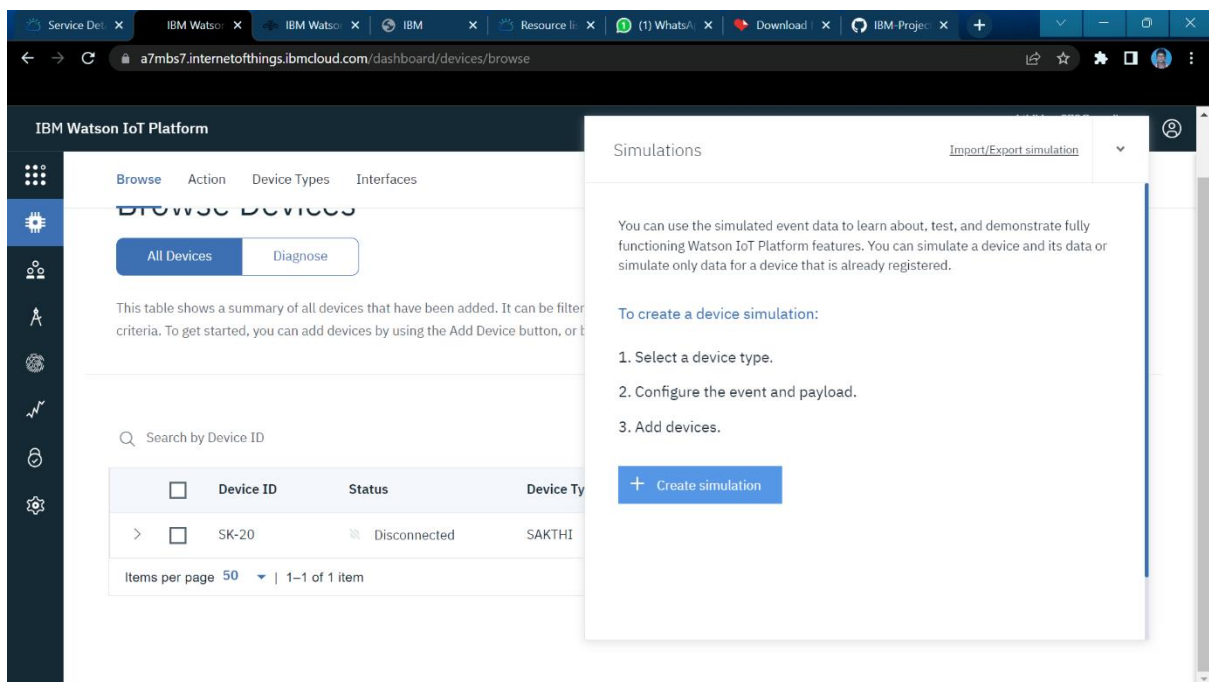 Service Det
IBM Watso
IBM Watso
IBM
Resource lis
(1) WhatsA
Download
IBM-Projec
a7mbs7.internetofthings.ibmcloud.com/dashboard/devices/browse
IBM Watson IoT Platform
Browse Action Device Types Interfaces
Browse Devices
All Devices Diagnose
This table shows a summary of all devices that have been added. It can be filter
criteria. To get started, you can add devices by using the Add Device button, or b
Search by Device ID
Device ID Status Device Ty
SK-20 Disconnected SAKTHI
Items per page 50 | 1–1 of 1 item
Simulations Import/Export simulation
You can use the simulated event data to learn about, test, and demonstrate fully
functioning Watson IoT Platform features. You can simulate a device and its data or
simulate only data for a device that is already registered.
To create a device simulation:
1. Select a device type.
2. Configure the event and payload.
3. Add devices.
+ Create simulation